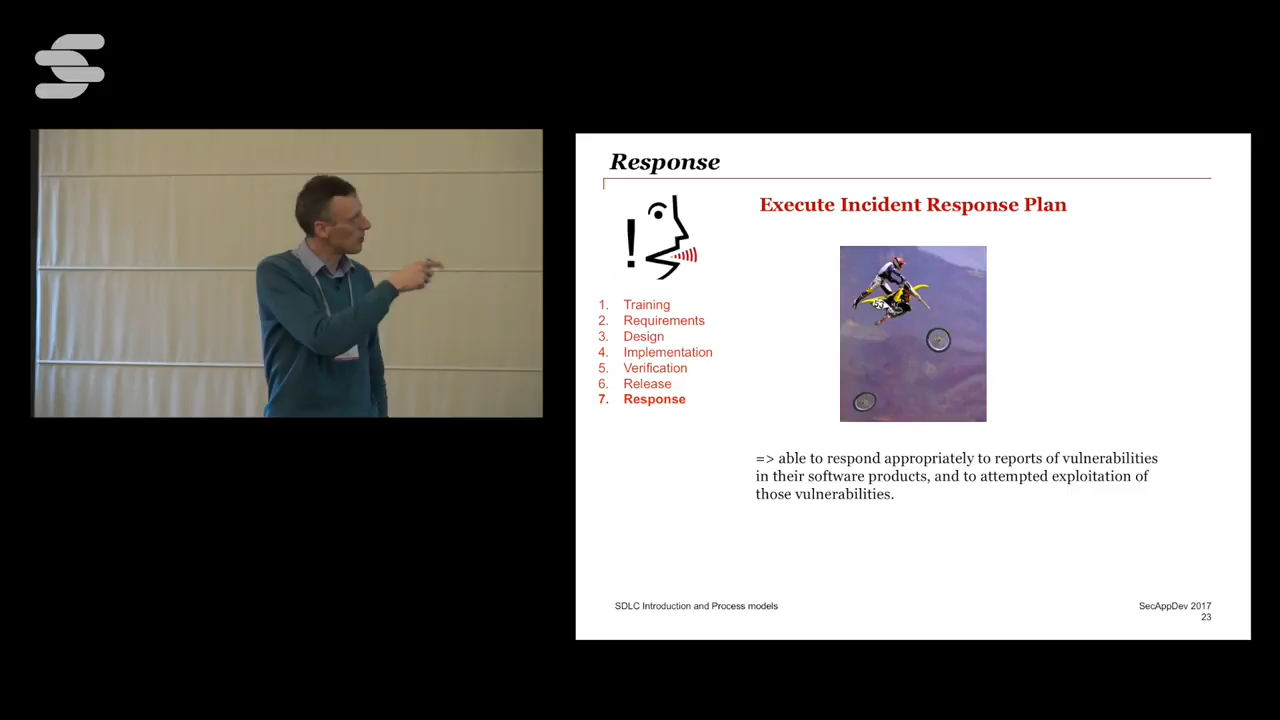 Response
Execute Incident Response Plan
!
1. Training
2. Requirements
3. Design
4. Implementation
5. Verification
6. Release
7. Response
=> able to respond appropriately to reports of vulnerabilities
in their software products, and to attempted exploitation of
those vulnerabilities.
SDLC Introduction and Process models
SecAppDev 2017
23